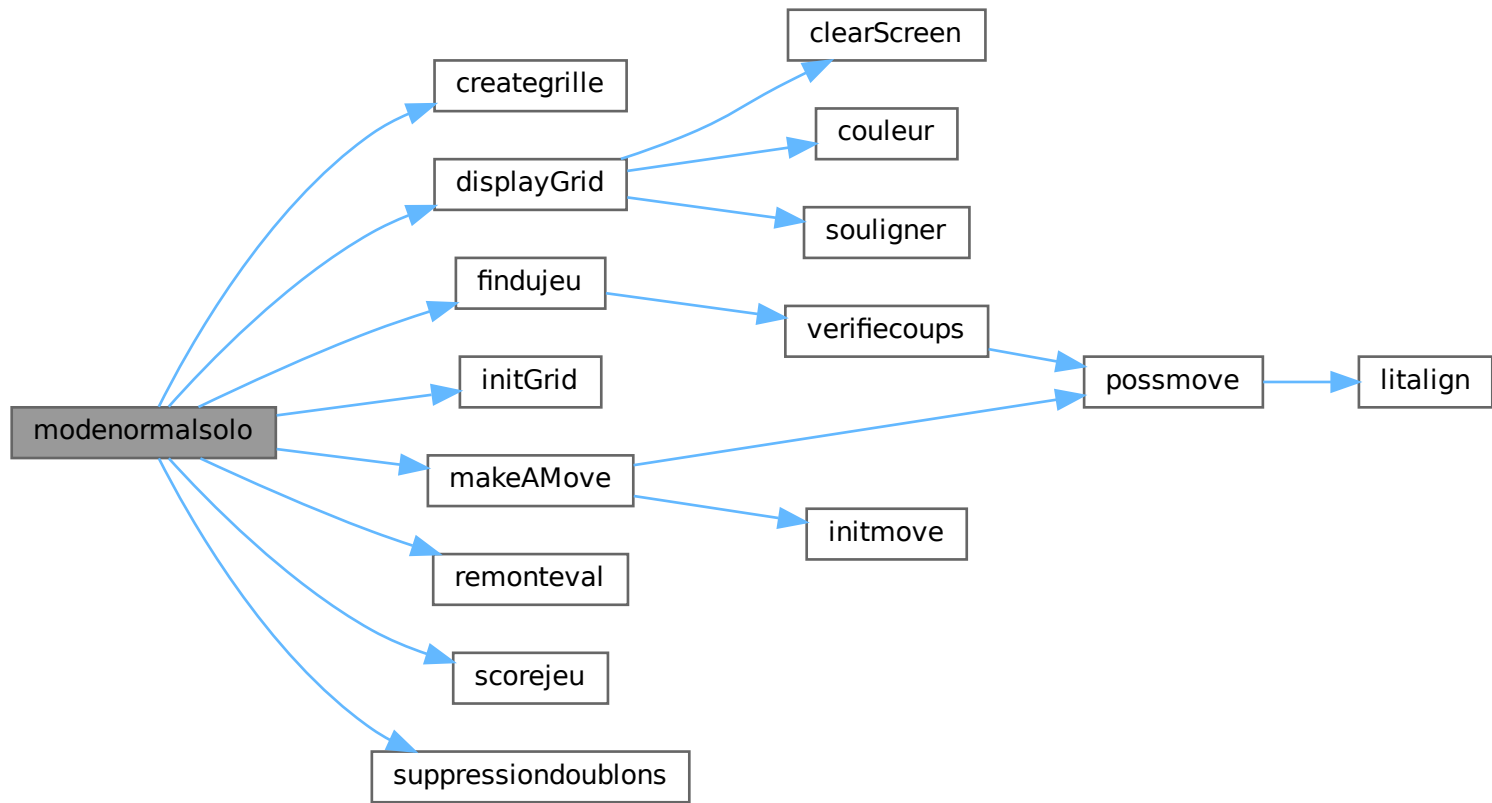 modenormalsolo
creategrille
displayGrid
clearScreen
couleur
souligner
findujeu
verifiecoups
possmove
litalign
initGrid
makeAMove
initmove
remonteval
scorejeu
suppressiondoublons